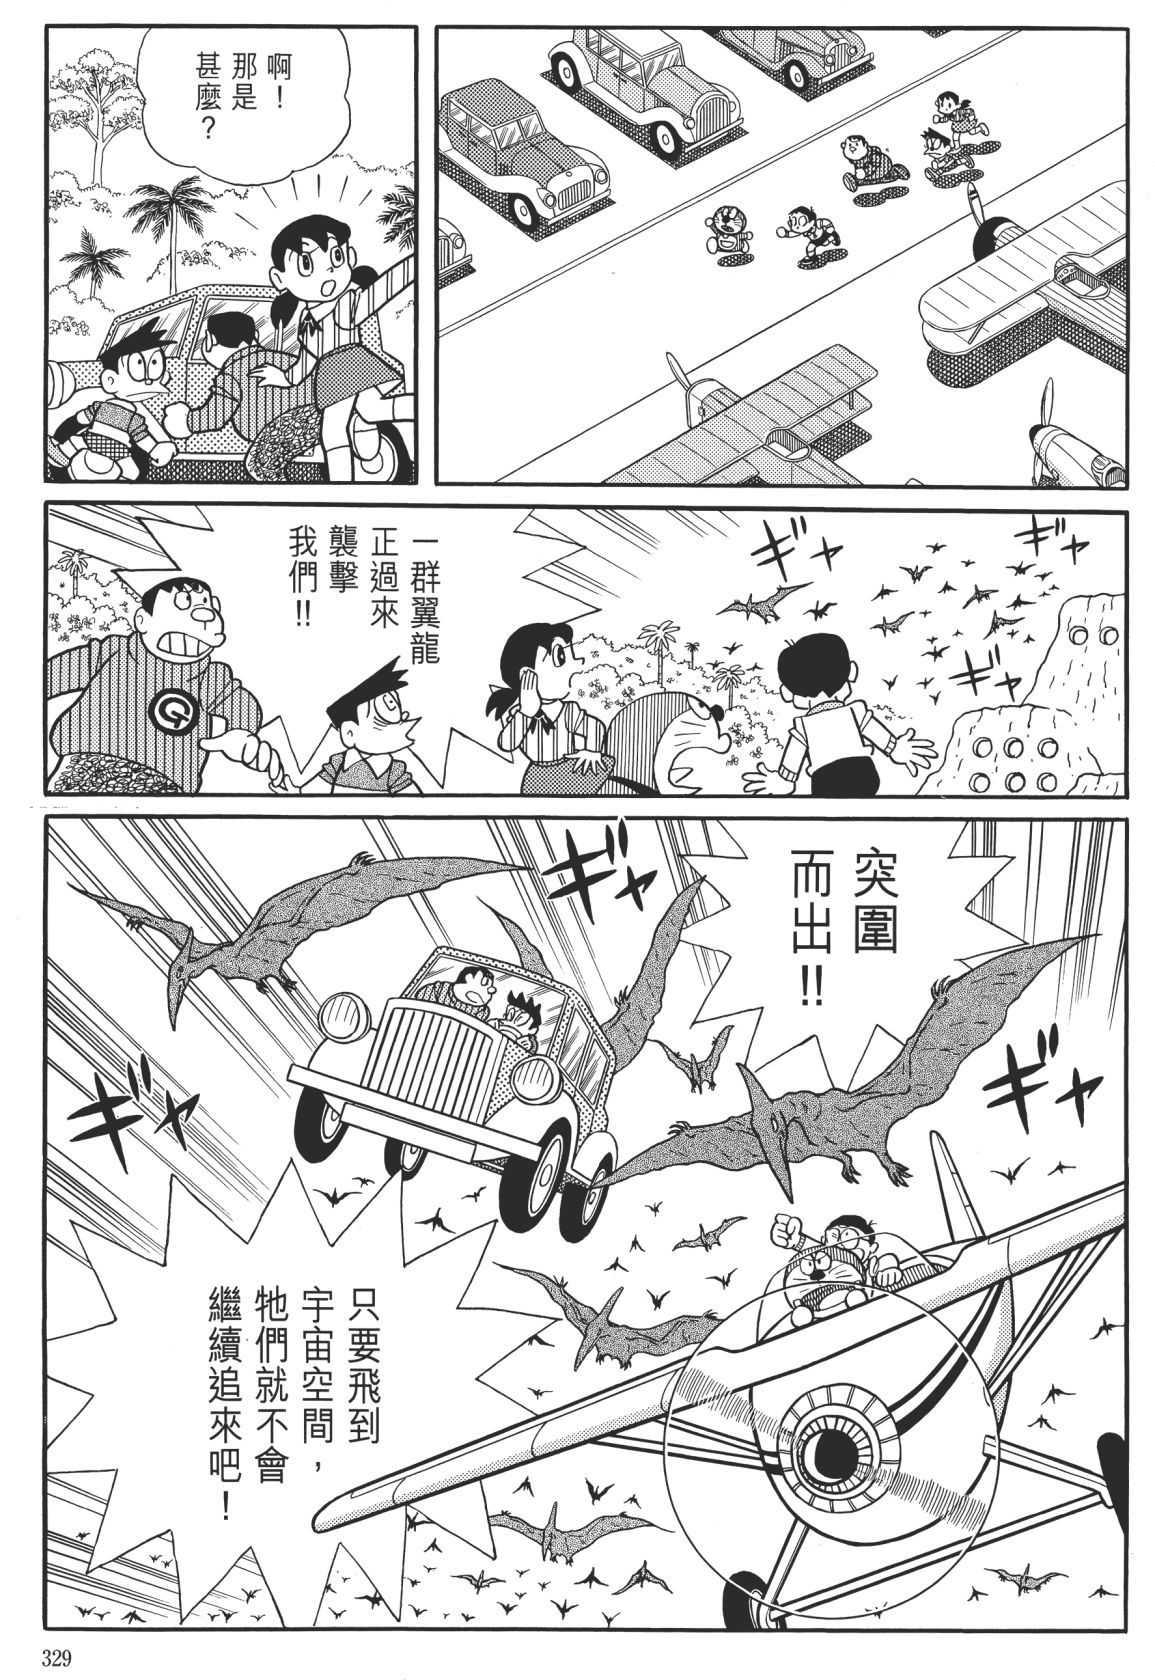 啊！
那是
甚麼？
一群翼龍
正過來
襲擊
我們!!
ギャ
ギャ
ギャ
G
突圍
而出!!
ギャ
ギャ
ギャ
只要飛到
宇宙空間，
牠們就不會
繼續追來吧！
329